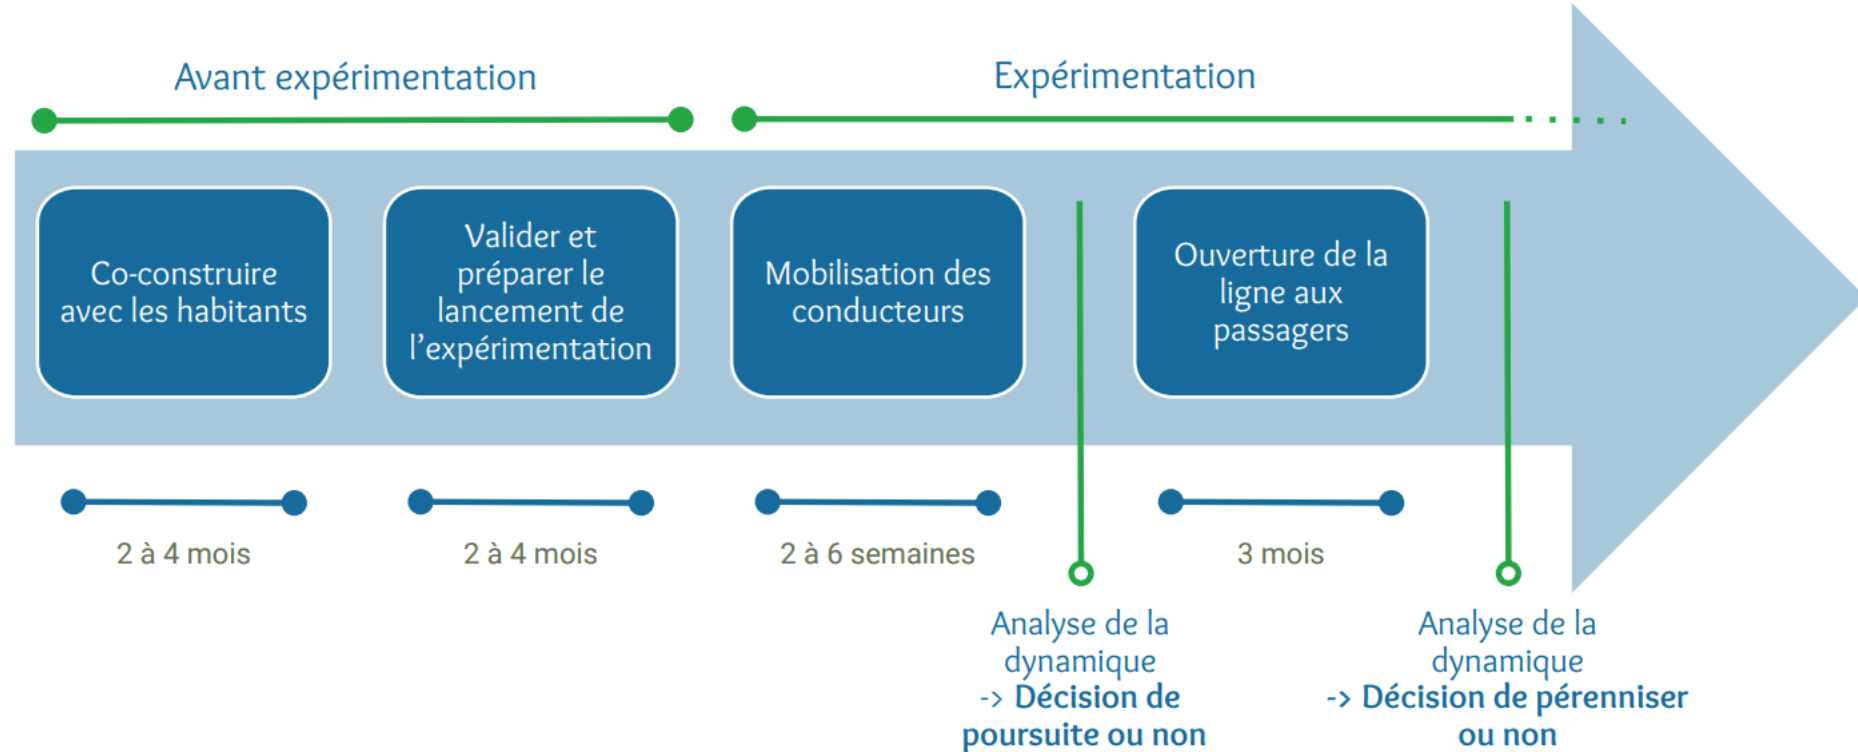 Avant expérimentation
Expérimentation
Co-construire
avec les habitants
Valider et
préparer le
lancement de
l’expérimentation
Mobilisation des
conducteurs
Ouverture de la
ligne aux
passagers
2 à 4 mois
2 à 4 mois
2 à 6 semaines
3 mois
Analyse de la
dynamique
-> Décision de
poursuite ou non
Analyse de la
dynamique
-> Décision de pérenniser
ou non